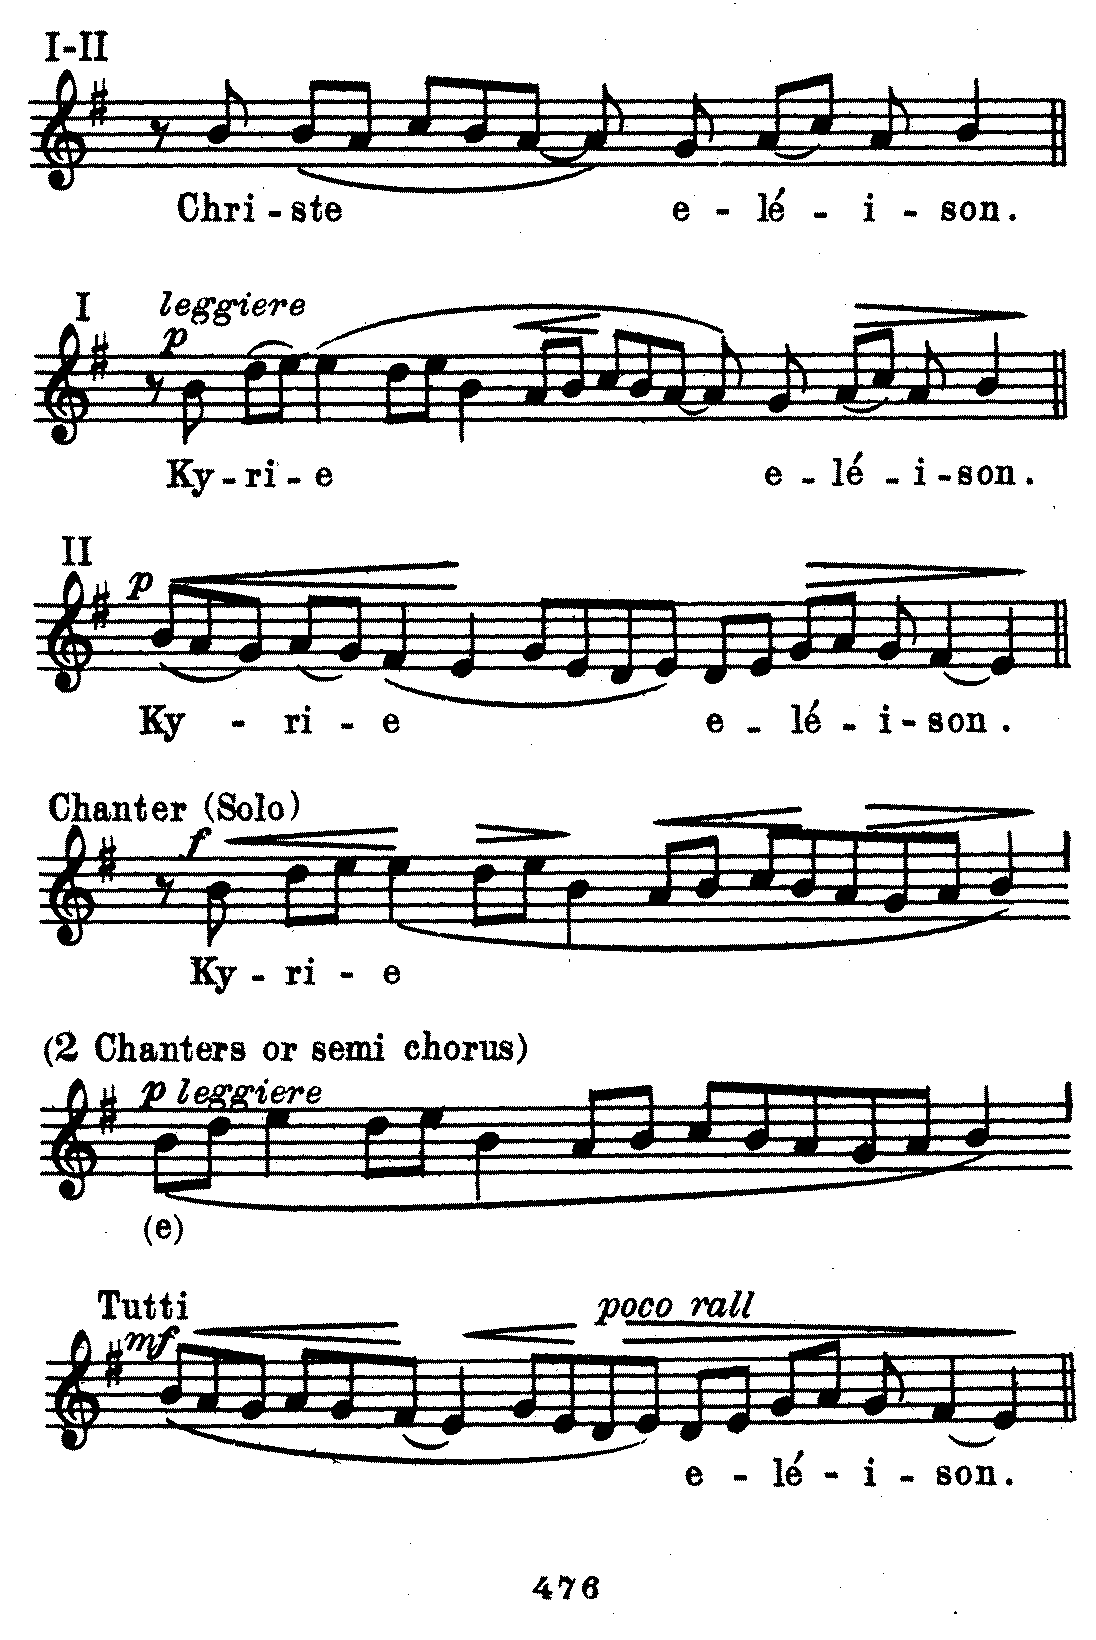 I-II
Chri - ste e - lé - i - son.
I leggiere
p
Ky - ri - e e - lé - i - son.
II
p
Ky - ri - e e - lé - i - son.
Chanter (Solo)
f
Ky - ri - e
(2 Chanters or semi chorus)
p leggiere
(e)
Tutti poco rall
mf
e - lé - i - son.
476